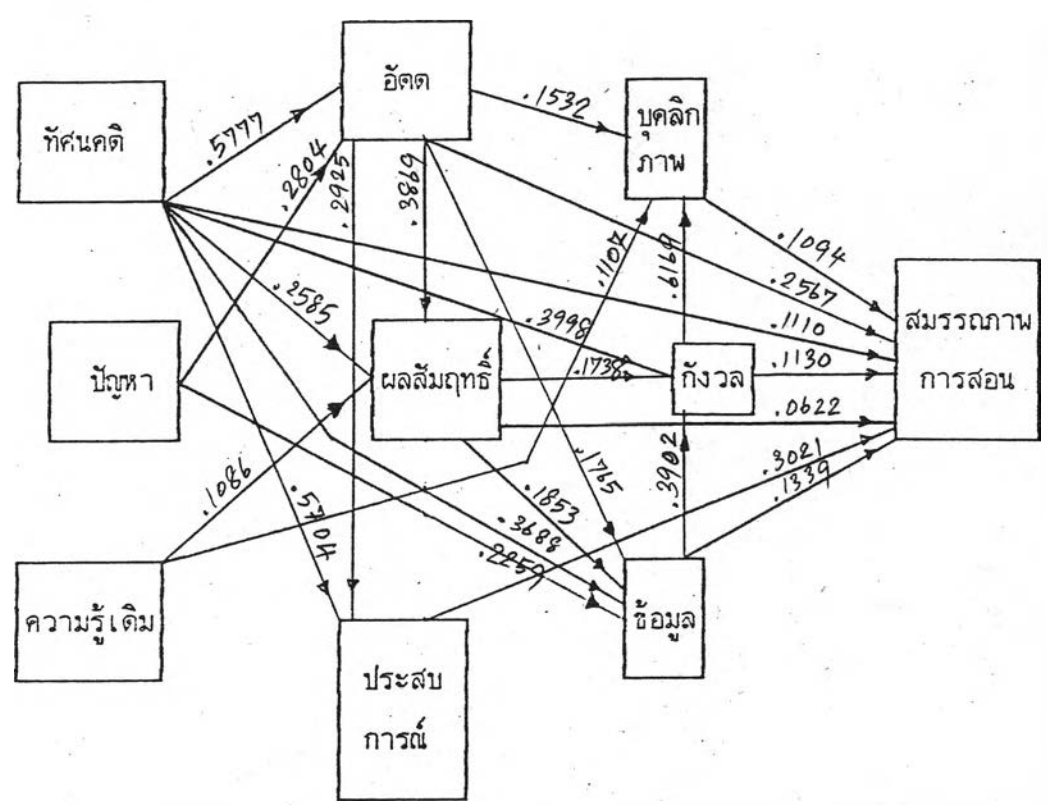 อัตต
.1532
บุคลิก
ภาพ
ทัศนคติ
.5777
.2804
.2925
.3869
.1107
.6169
.1094
.2567
.2585
.3998
.1110
สมรรถภาพ
การสอน
ปัญหา
ผลสัมฤทธิ์
.1738
กังวล
.1130
.0622
.1086
.5704
.1765
.1853
.3688
.2259
.3902
.3021
.1339
ความรู้เดิม
ข้อมูล
ประสบ
การณ์